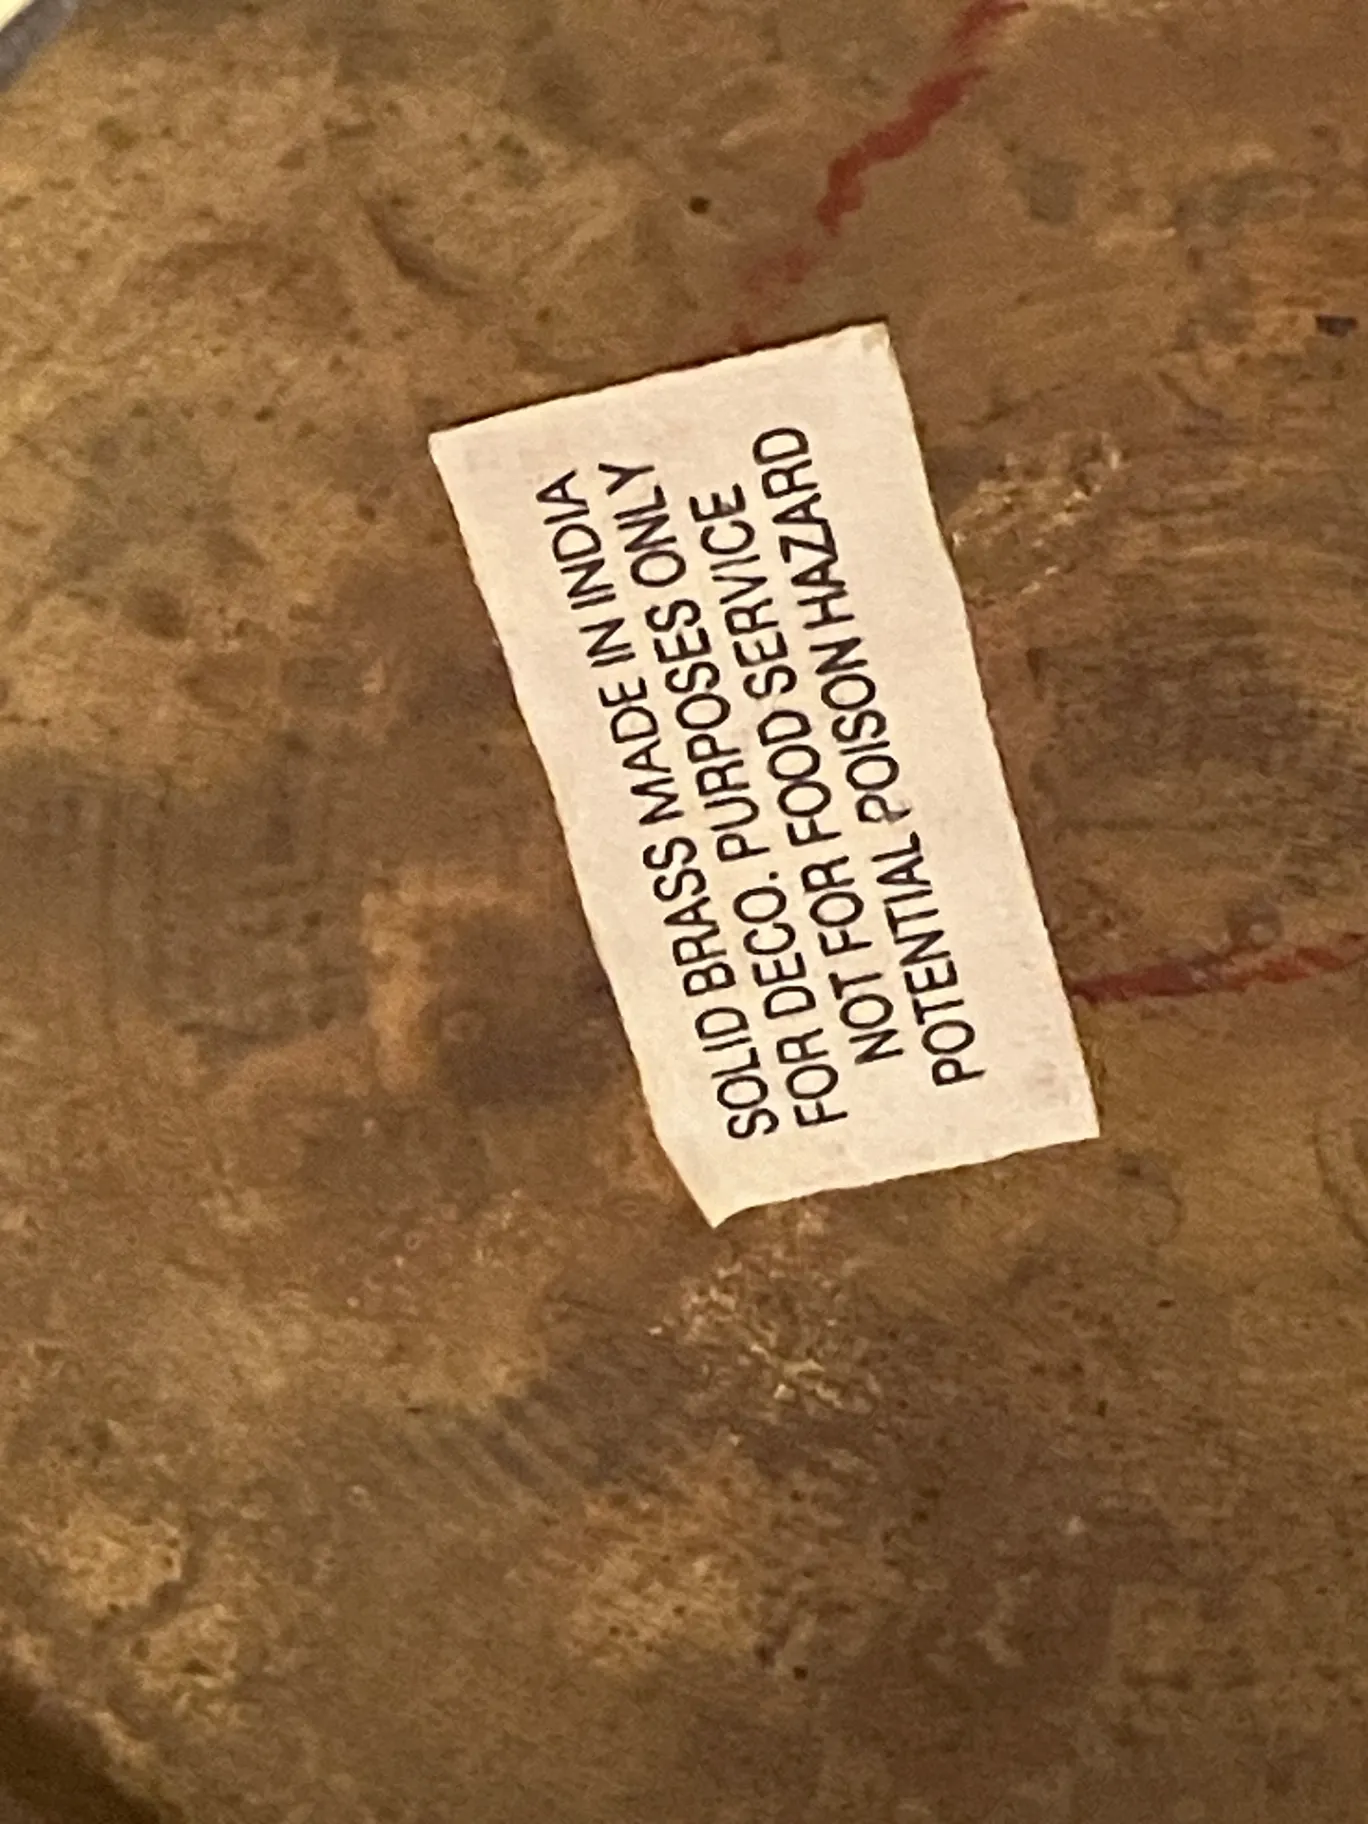 SOLID BRASS MADE IN INDIA
FOR DECO. PURPOSES ONLY
NOT FOR FOOD SERVICE
POTENTIAL POISON HAZARD